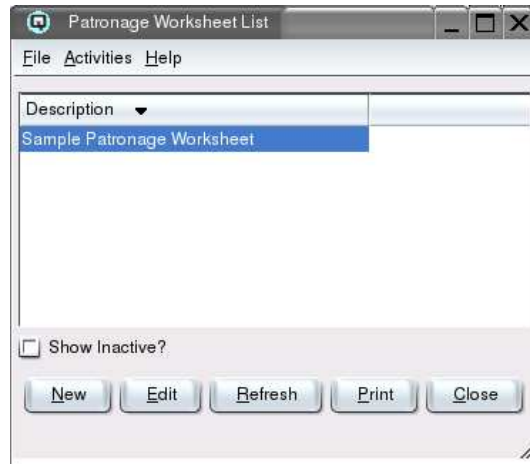 Patronage Worksheet List
File Activities Help
Description
Sample Patronage Worksheet
Show Inactive?
New Edit Refresh Print Close